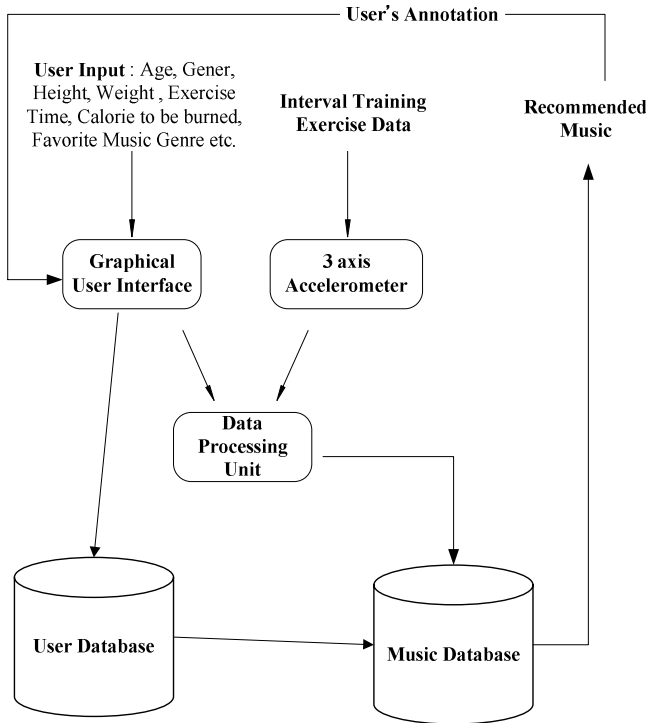 User's Annotation
User Input : Age, Gener,
Height, Weight , Exercise
Time, Calorie to be burned,
Favorite Music Genre etc.
Interval Training
Exercise Data
Recommended
Music
Graphical
User Interface
3 axis
Accelerometer
Data
Processing
Unit
User Database
Music Database